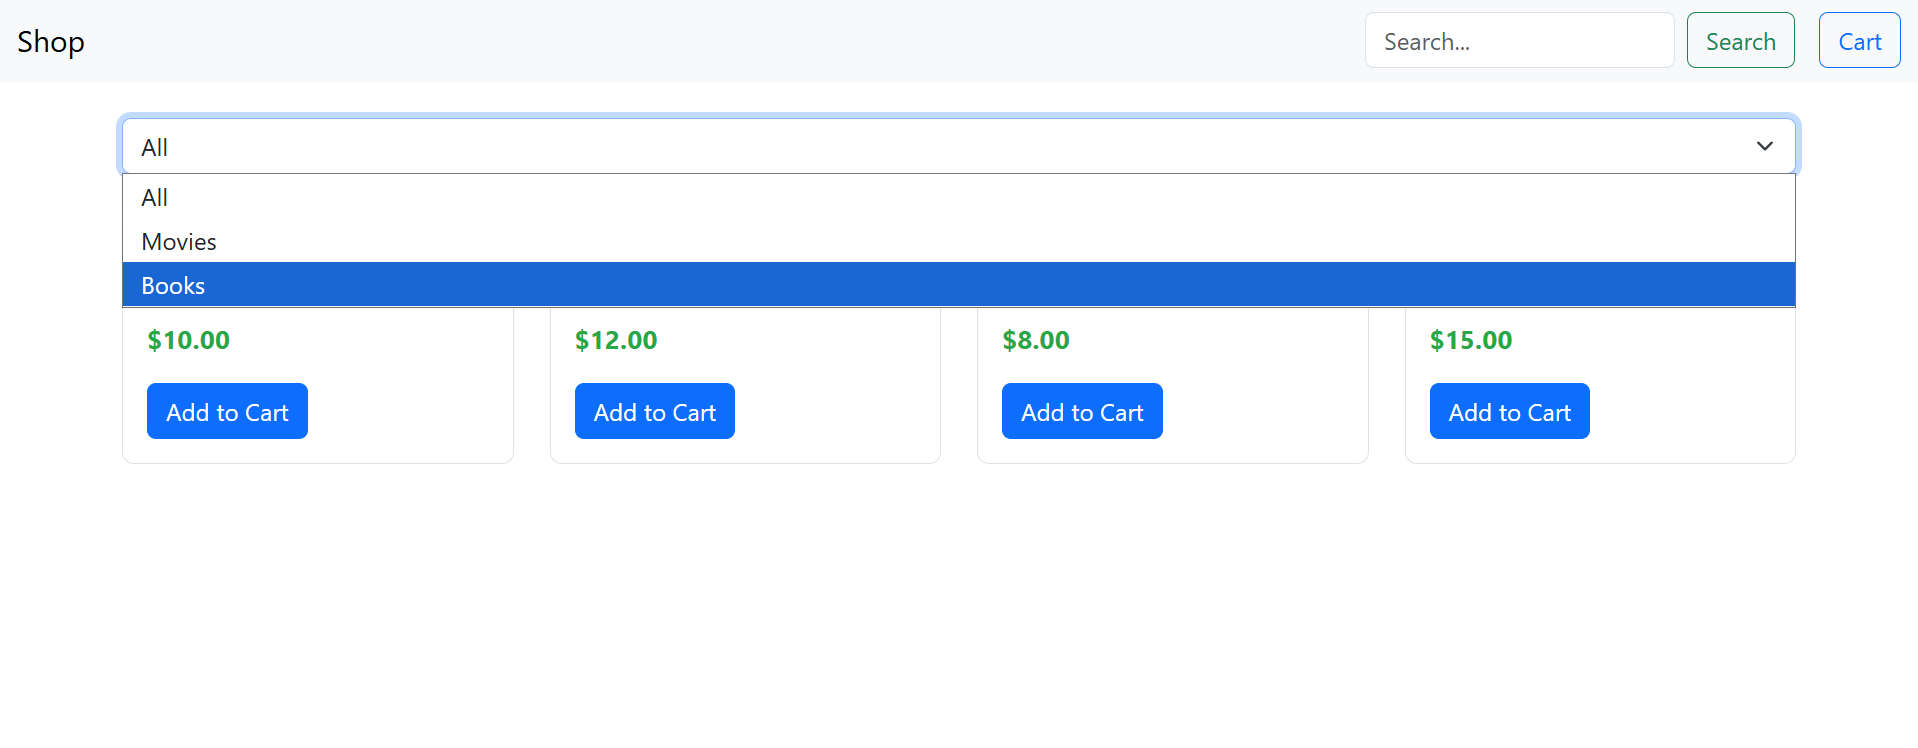 Shop Search... Search Cart
All
All
Movies
Books
$10.00 $12.00 $8.00 $15.00
Add to Cart Add to Cart Add to Cart Add to Cart